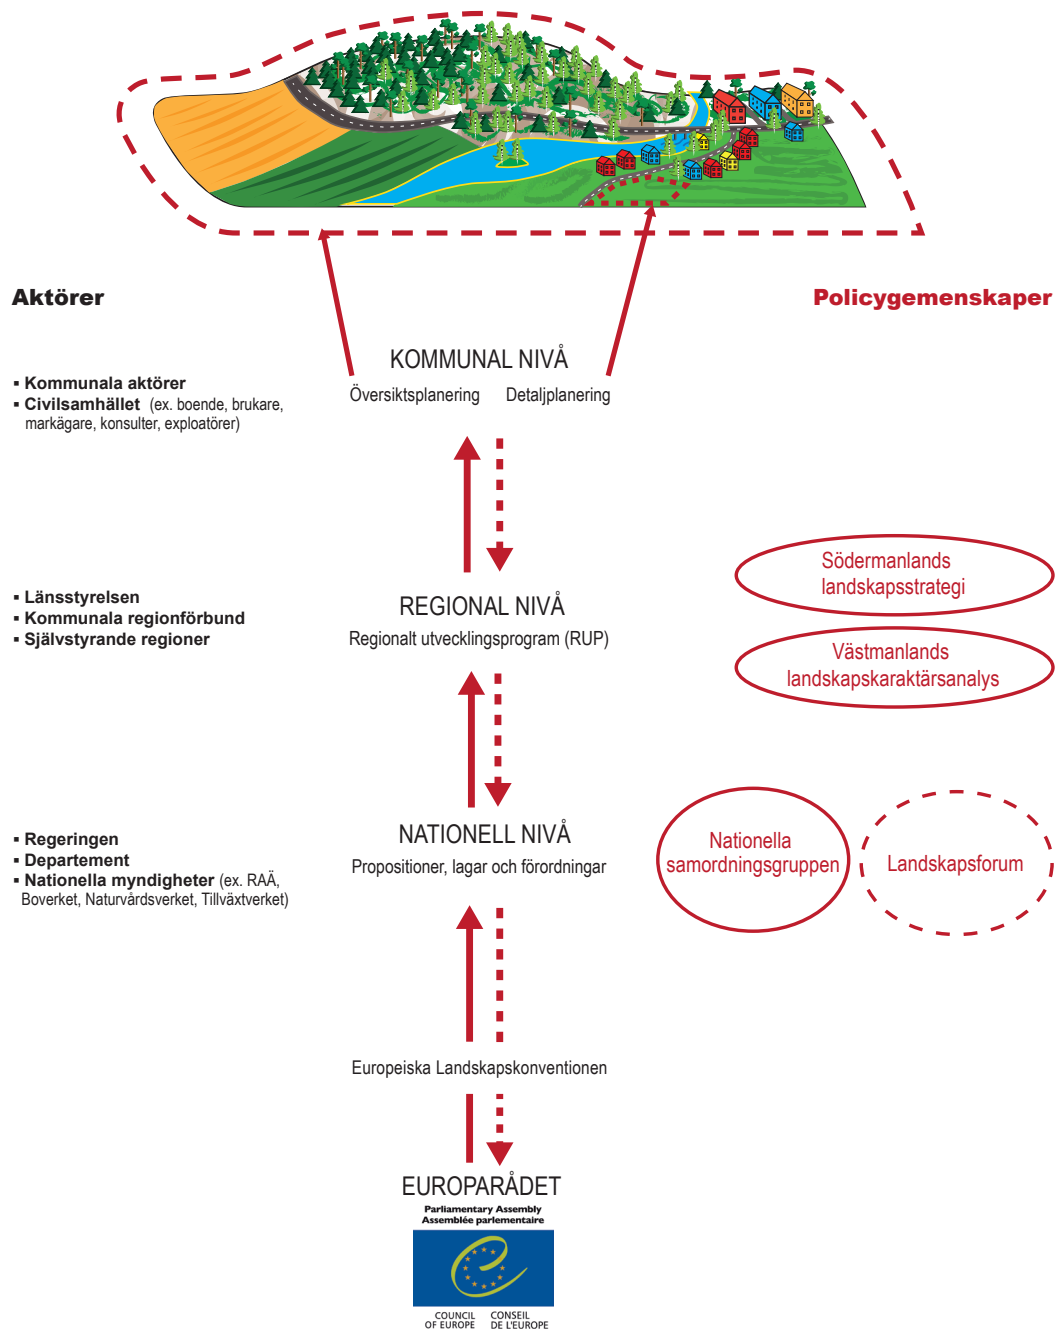 Aktörer
Policygemenskaper
KOMMUNAL NIVÅ
Översiktsplanering
Detaljplanering
▪ Kommunala aktörer
▪ Civilsamhället (ex. boende, brukare,
markägare, konsulter, exploatörer)
▪ Länsstyrelsen
▪ Kommunala regionförbund
▪ Självstyrande regioner
REGIONAL NIVÅ
Regionalt utvecklingsprogram (RUP)
Södermanlands
landskapsstrategi
Västmanlands
landskapskaraktärsanalys
▪ Regeringen
▪ Departement
▪ Nationella myndigheter (ex. RAÄ,
Boverket, Naturvårdsverket, Tillväxtverket)
NATIONELL NIVÅ
Propositioner, lagar och förordningar
Nationella
samordningsgruppen
Landskapsforum
Europeiska Landskapskonventionen
EUROPARÅDET
Parliamentary Assembly
Assemblée parlementaire
COUNCIL CONSEIL
OF EUROPE DE L'EUROPE